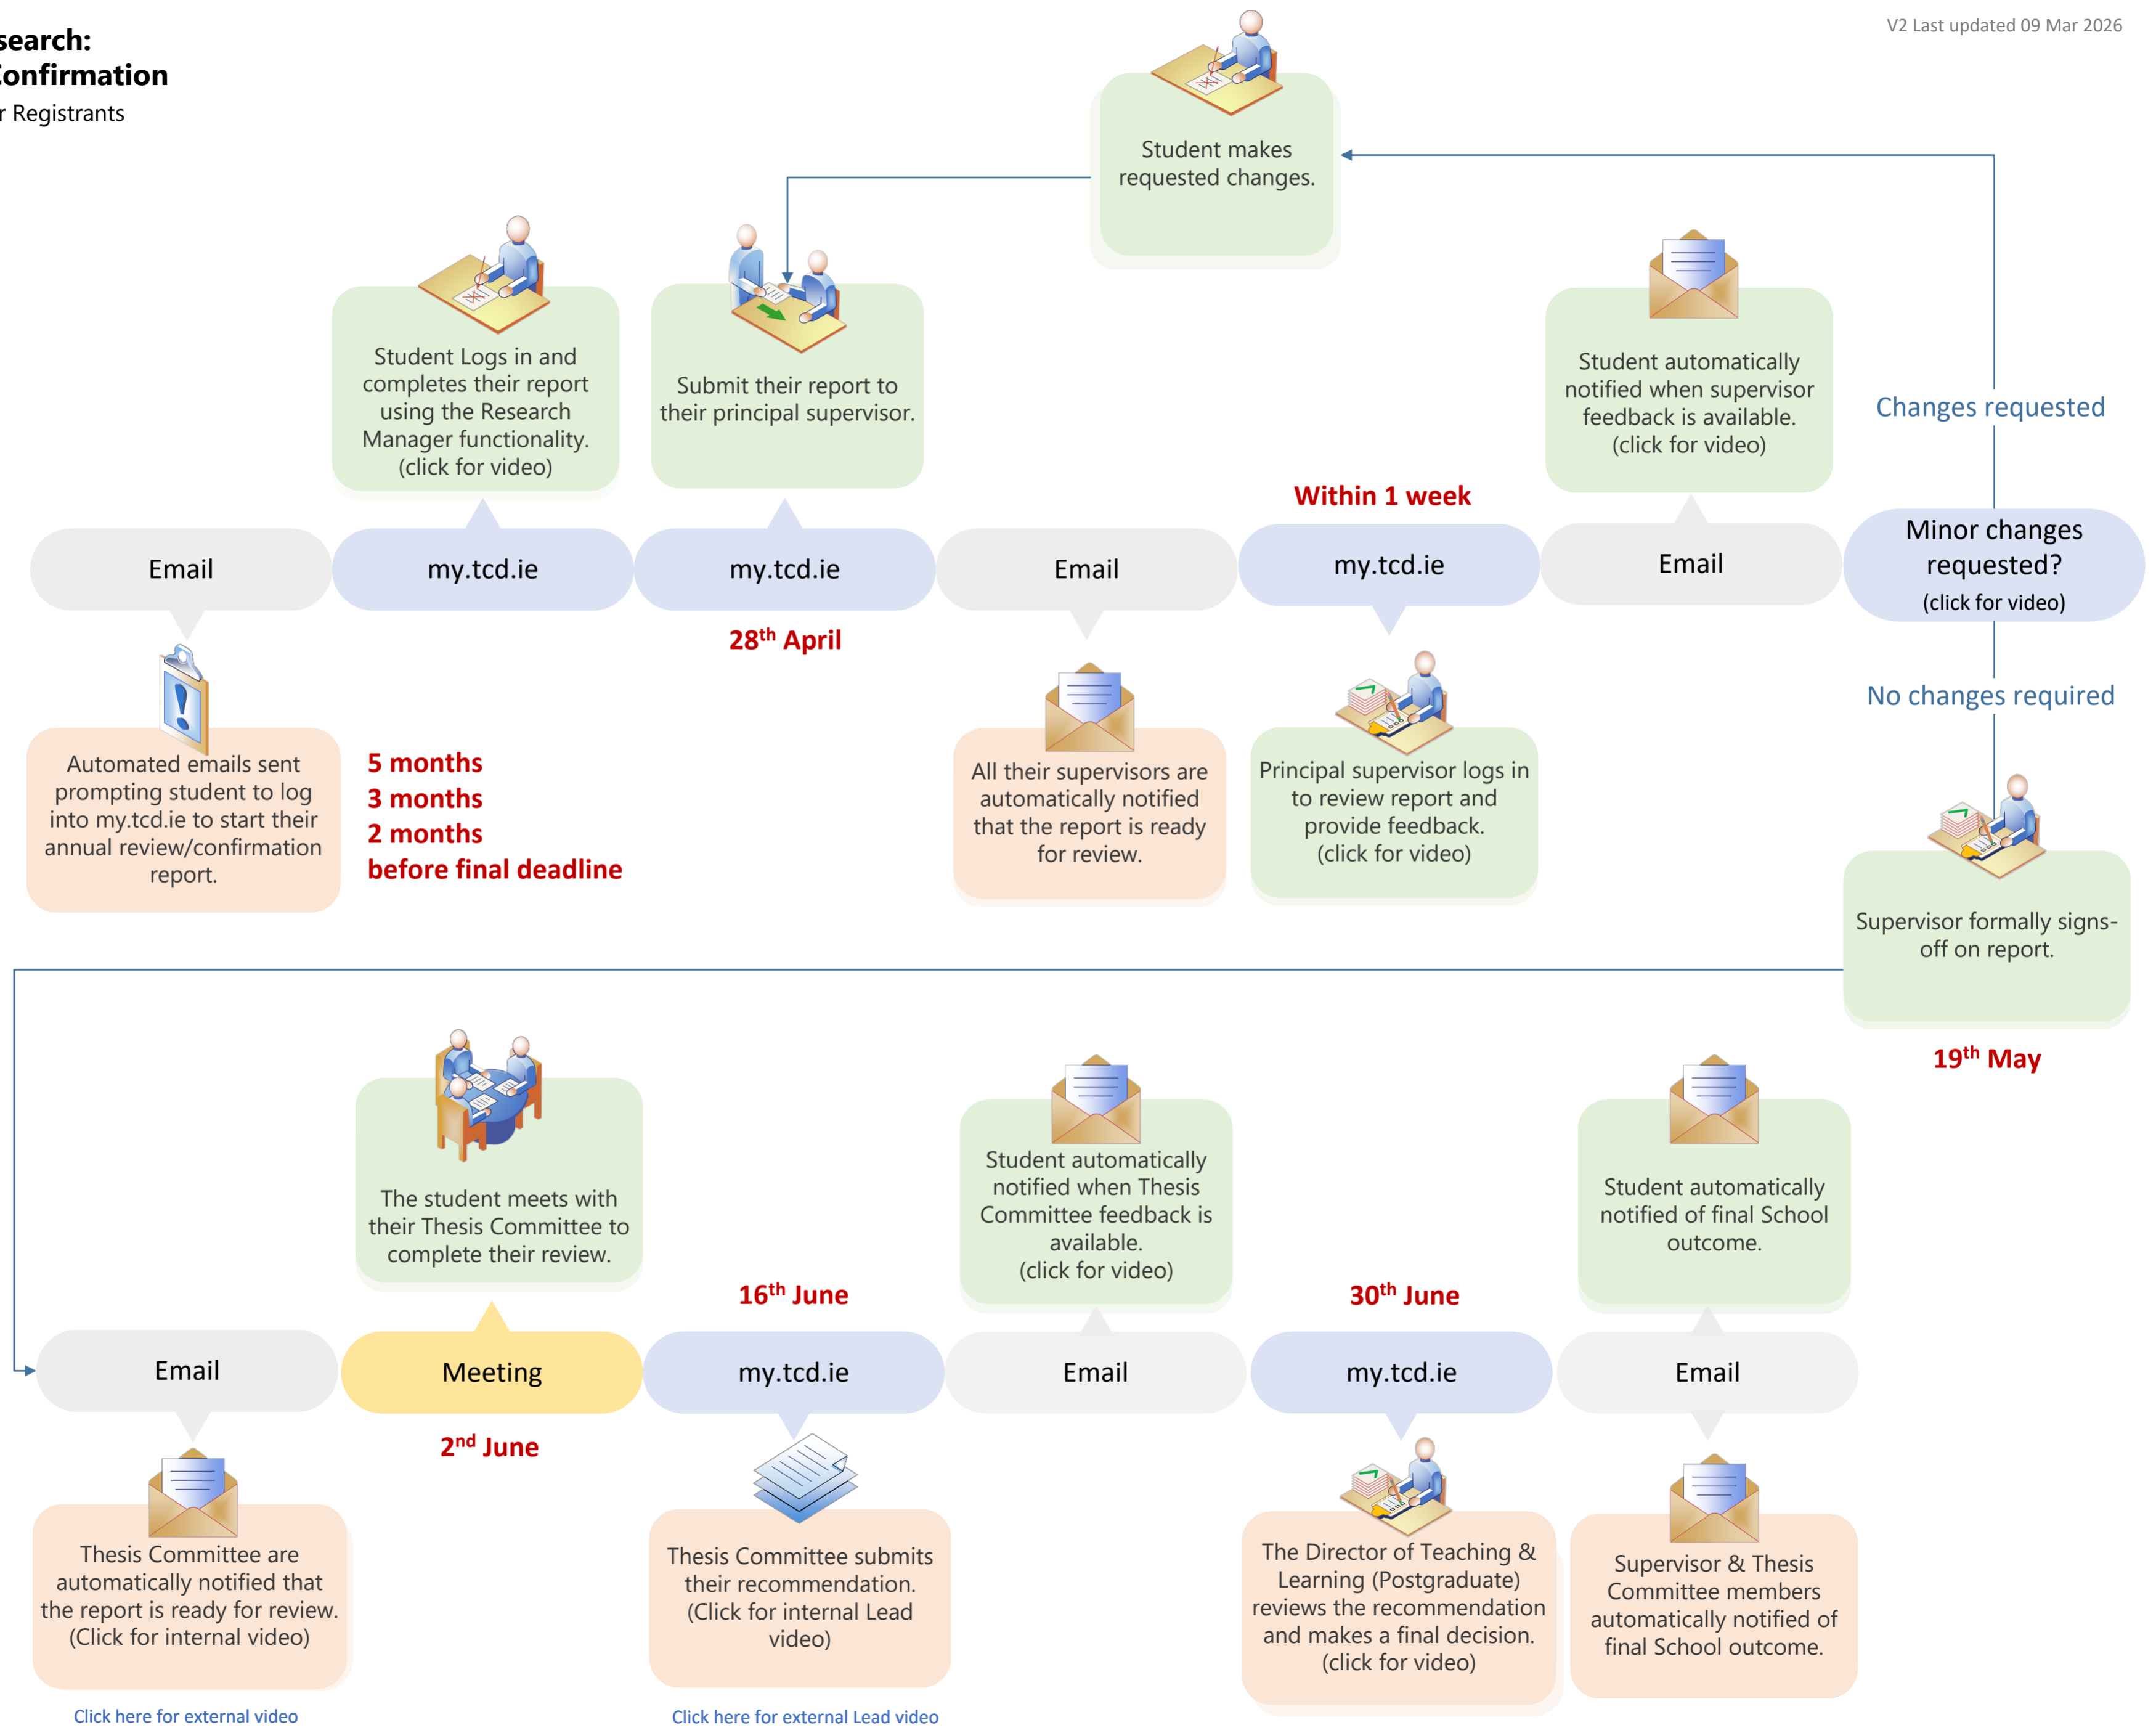 search:
Confirmation
r Registrants
V2 Last updated 09 Mar 2026
Student makes
requested changes.
Student Logs in and
completes their report
using the Research
Manager functionality.
(click for video)
Submit their report to
their principal supervisor.
Student automatically
notified when supervisor
feedback is available.
(click for video)
Changes requested
Within 1 week
Email
my.tcd.ie
my.tcd.ie
Email
my.tcd.ie
Email
Minor changes
requested?
(click for video)
28th April
No changes required
Automated emails sent
prompting student to log
into my.tcd.ie to start their
annual review/confirmation
report.
5 months
3 months
2 months
before final deadline
All their supervisors are
automatically notified
that the report is ready
for review.
Principal supervisor logs in
to review report and
provide feedback.
(click for video)
Supervisor formally signs-
off on report.
19th May
The student meets with
their Thesis Committee to
complete their review.
16th June
Student automatically
notified when Thesis
Committee feedback is
available.
(click for video)
30th June
Student automatically
notified of final School
outcome.
Email
Meeting
my.tcd.ie
Email
my.tcd.ie
Email
2nd June
Thesis Committee are
automatically notified that
the report is ready for review.
(Click for internal video)
Thesis Committee submits
their recommendation.
(Click for internal Lead
video)
The Director of Teaching &
Learning (Postgraduate)
reviews the recommendation
and makes a final decision.
(click for video)
Supervisor & Thesis
Committee members
automatically notified of
final School outcome.
Click here for external video
Click here for external Lead video